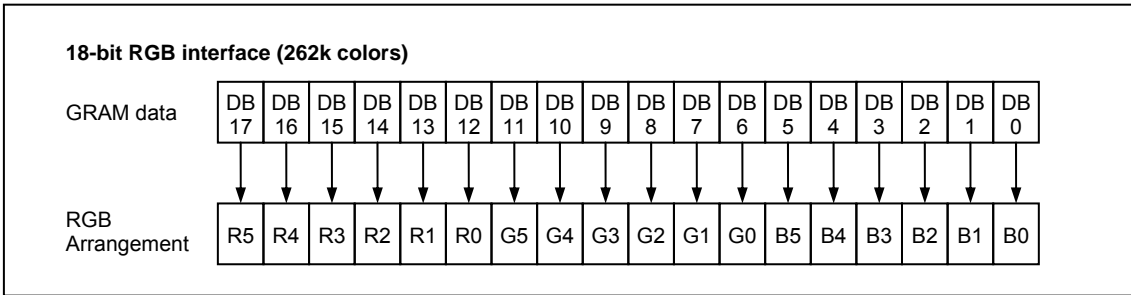 18-bit RGB interface (262k colors)
GRAM data
DB 17 DB 16 DB 15 DB 14 DB 13 DB 12 DB 11 DB 10 DB 9 DB 8 DB 7 DB 6 DB 5 DB 4 DB 3 DB 2 DB 1 DB 0
RGB
Arrangement
R5 R4 R3 R2 R1 R0 G5 G4 G3 G2 G1 G0 B5 B4 B3 B2 B1 B0